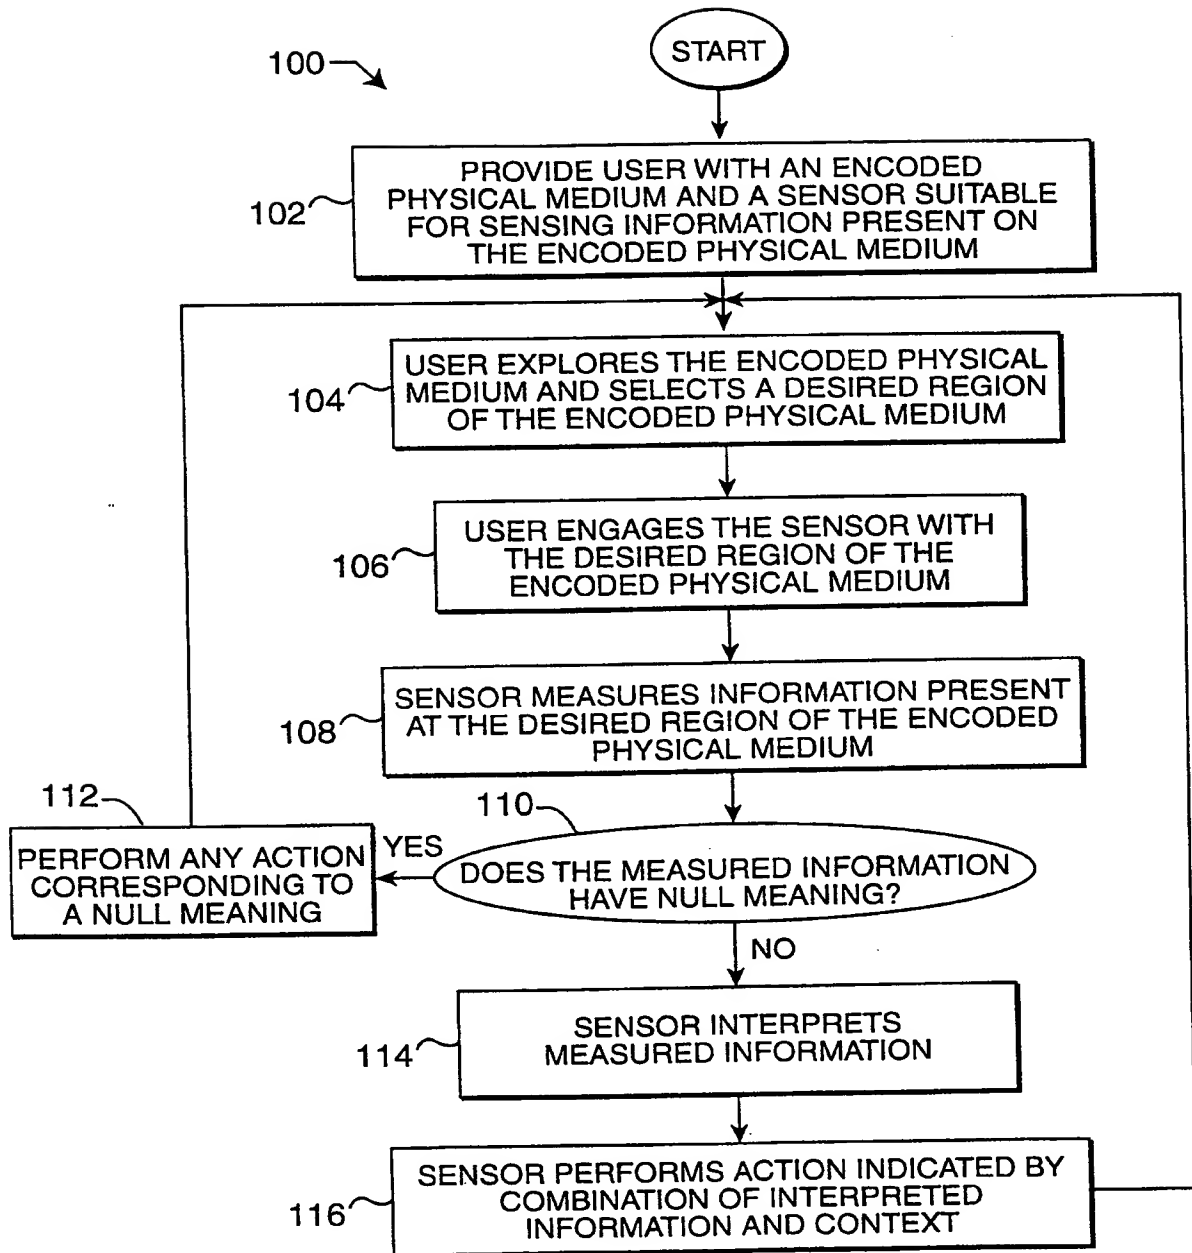 START
100
PROVIDE USER WITH AN ENCODED
PHYSICAL MEDIUM AND A SENSOR SUITABLE
FOR SENSING INFORMATION PRESENT ON
THE ENCODED PHYSICAL MEDIUM
102
USER EXPLORES THE ENCODED PHYSICAL
MEDIUM AND SELECTS A DESIRED REGION
OF THE ENCODED PHYSICAL MEDIUM
104
USER ENGAGES THE SENSOR WITH
THE DESIRED REGION OF THE
ENCODED PHYSICAL MEDIUM
106
SENSOR MEASURES INFORMATION PRESENT
AT THE DESIRED REGION OF THE ENCODED
PHYSICAL MEDIUM
108
112
110
PERFORM ANY ACTION
CORRESPONDING TO
A NULL MEANING
YES
DOES THE MEASURED INFORMATION
HAVE NULL MEANING?
NO
SENSOR INTERPRETS
MEASURED INFORMATION
114
SENSOR PERFORMS ACTION INDICATED BY
COMBINATION OF INTERPRETED
INFORMATION AND CONTEXT
116